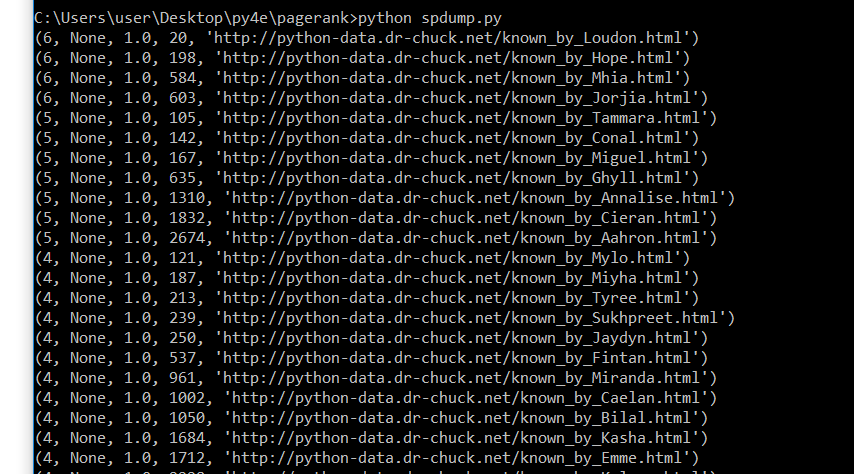 C:\Users\user\Desktop\py4e\pagerank>python spdump.py
(6, None, 1.0, 20, 'http://python-data.dr-chuck.net/known_by_Loudon.html')
(6, None, 1.0, 198, 'http://python-data.dr-chuck.net/known_by_Hope.html')
(6, None, 1.0, 584, 'http://python-data.dr-chuck.net/known_by_Mhia.html')
(6, None, 1.0, 603, 'http://python-data.dr-chuck.net/known_by_Jorjia.html')
(5, None, 1.0, 105, 'http://python-data.dr-chuck.net/known_by_Tammara.html')
(5, None, 1.0, 142, 'http://python-data.dr-chuck.net/known_by_Conal.html')
(5, None, 1.0, 167, 'http://python-data.dr-chuck.net/known_by_Miguel.html')
(5, None, 1.0, 635, 'http://python-data.dr-chuck.net/known_by_Ghyll.html')
(5, None, 1.0, 1310, 'http://python-data.dr-chuck.net/known_by_Annalise.html')
(5, None, 1.0, 1832, 'http://python-data.dr-chuck.net/known_by_Cieran.html')
(5, None, 1.0, 2674, 'http://python-data.dr-chuck.net/known_by_Aahron.html')
(4, None, 1.0, 121, 'http://python-data.dr-chuck.net/known_by_Mylo.html')
(4, None, 1.0, 187, 'http://python-data.dr-chuck.net/known_by_Miyha.html')
(4, None, 1.0, 213, 'http://python-data.dr-chuck.net/known_by_Tyree.html')
(4, None, 1.0, 239, 'http://python-data.dr-chuck.net/known_by_Sukhpreet.html')
(4, None, 1.0, 250, 'http://python-data.dr-chuck.net/known_by_Jaydyn.html')
(4, None, 1.0, 537, 'http://python-data.dr-chuck.net/known_by_Fintan.html')
(4, None, 1.0, 961, 'http://python-data.dr-chuck.net/known_by_Miranda.html')
(4, None, 1.0, 1002, 'http://python-data.dr-chuck.net/known_by_Caelan.html')
(4, None, 1.0, 1050, 'http://python-data.dr-chuck.net/known_by_Bilal.html')
(4, None, 1.0, 1684, 'http://python-data.dr-chuck.net/known_by_Kasha.html')
(4, None, 1.0, 1712, 'http://python-data.dr-chuck.net/known_by_Emme.html')